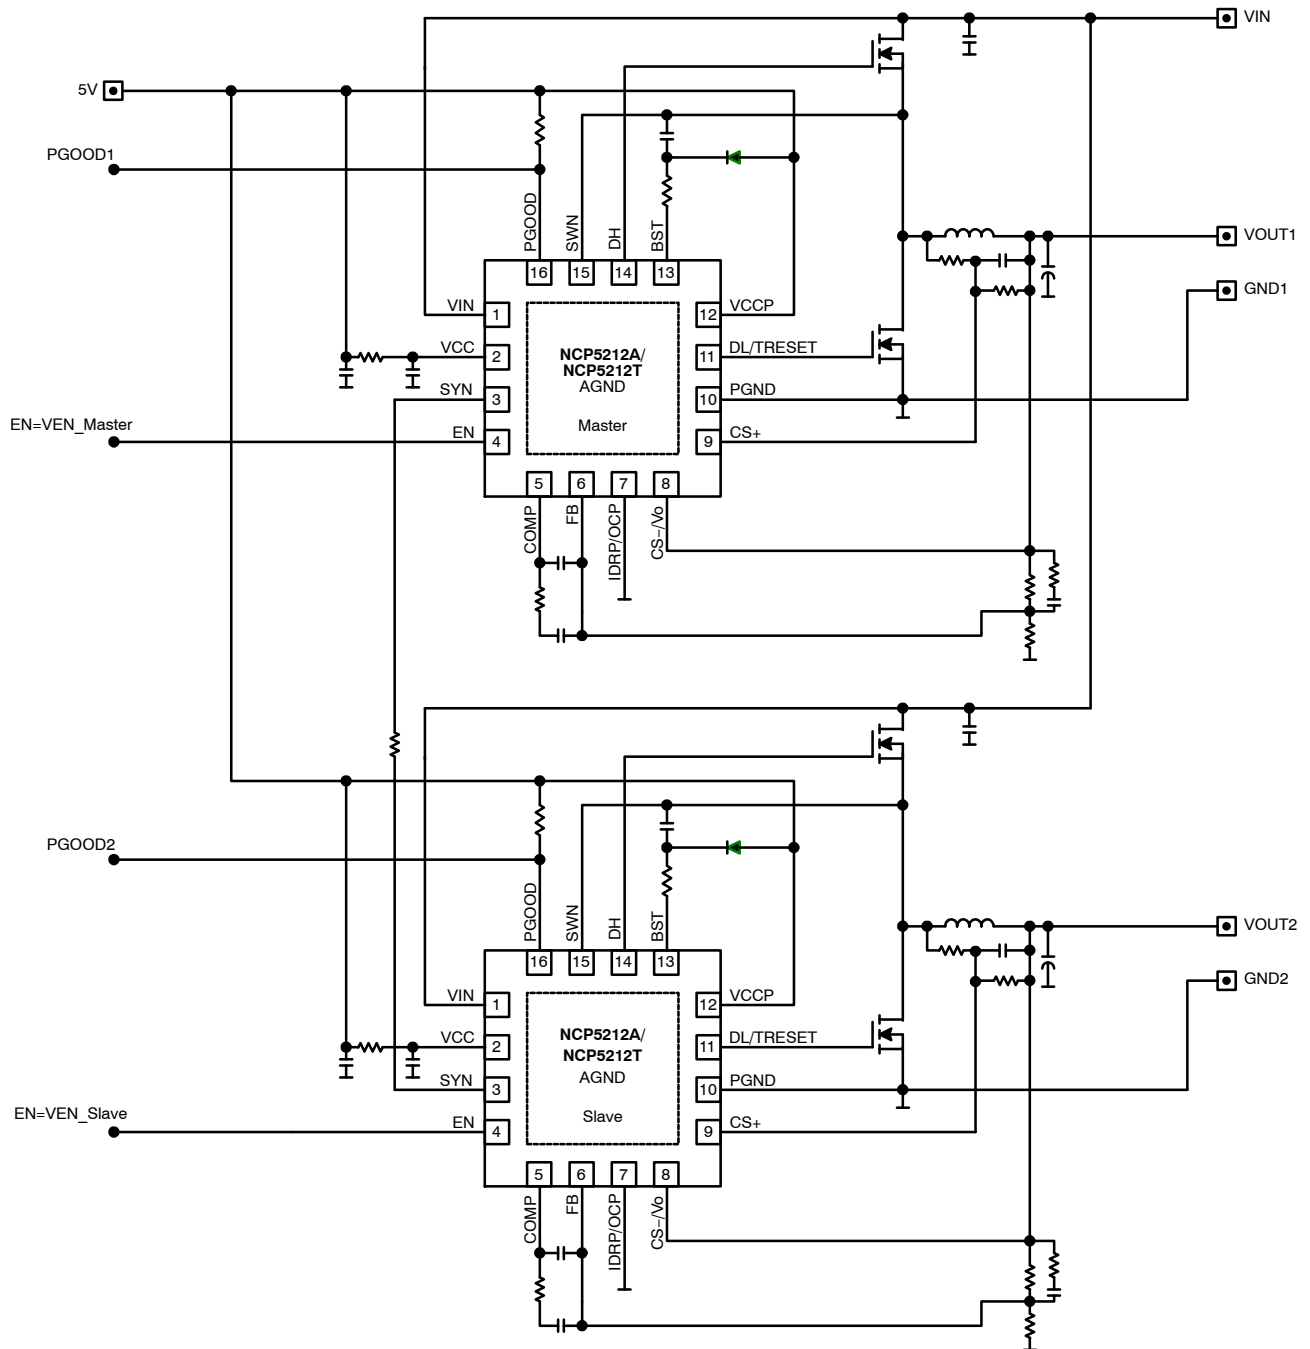 VIN
5V
PGOOD1
PGOOD
SWN
DH
BST
16
15
14
13
VOUT1
GND1
VIN
1
12
VCCP
VCC
2
NCP5212A/
NCP5212T
11
DL/TRESET
AGND
SYN
3
10
PGND
EN=VEN_Master
EN
4
Master
9
CS+
5
6
7
8
COMP
FB
IDRP/OCP
CS−/Vo
PGOOD2
PGOOD
SWN
DH
BST
16
15
14
13
VOUT2
GND2
VIN
1
12
VCCP
VCC
2
NCP5212A/
NCP5212T
11
DL/TRESET
AGND
SYN
3
10
PGND
EN=VEN_Slave
EN
4
Slave
9
CS+
5
6
7
8
COMP
FB
IDRP/OCP
CS−/Vo